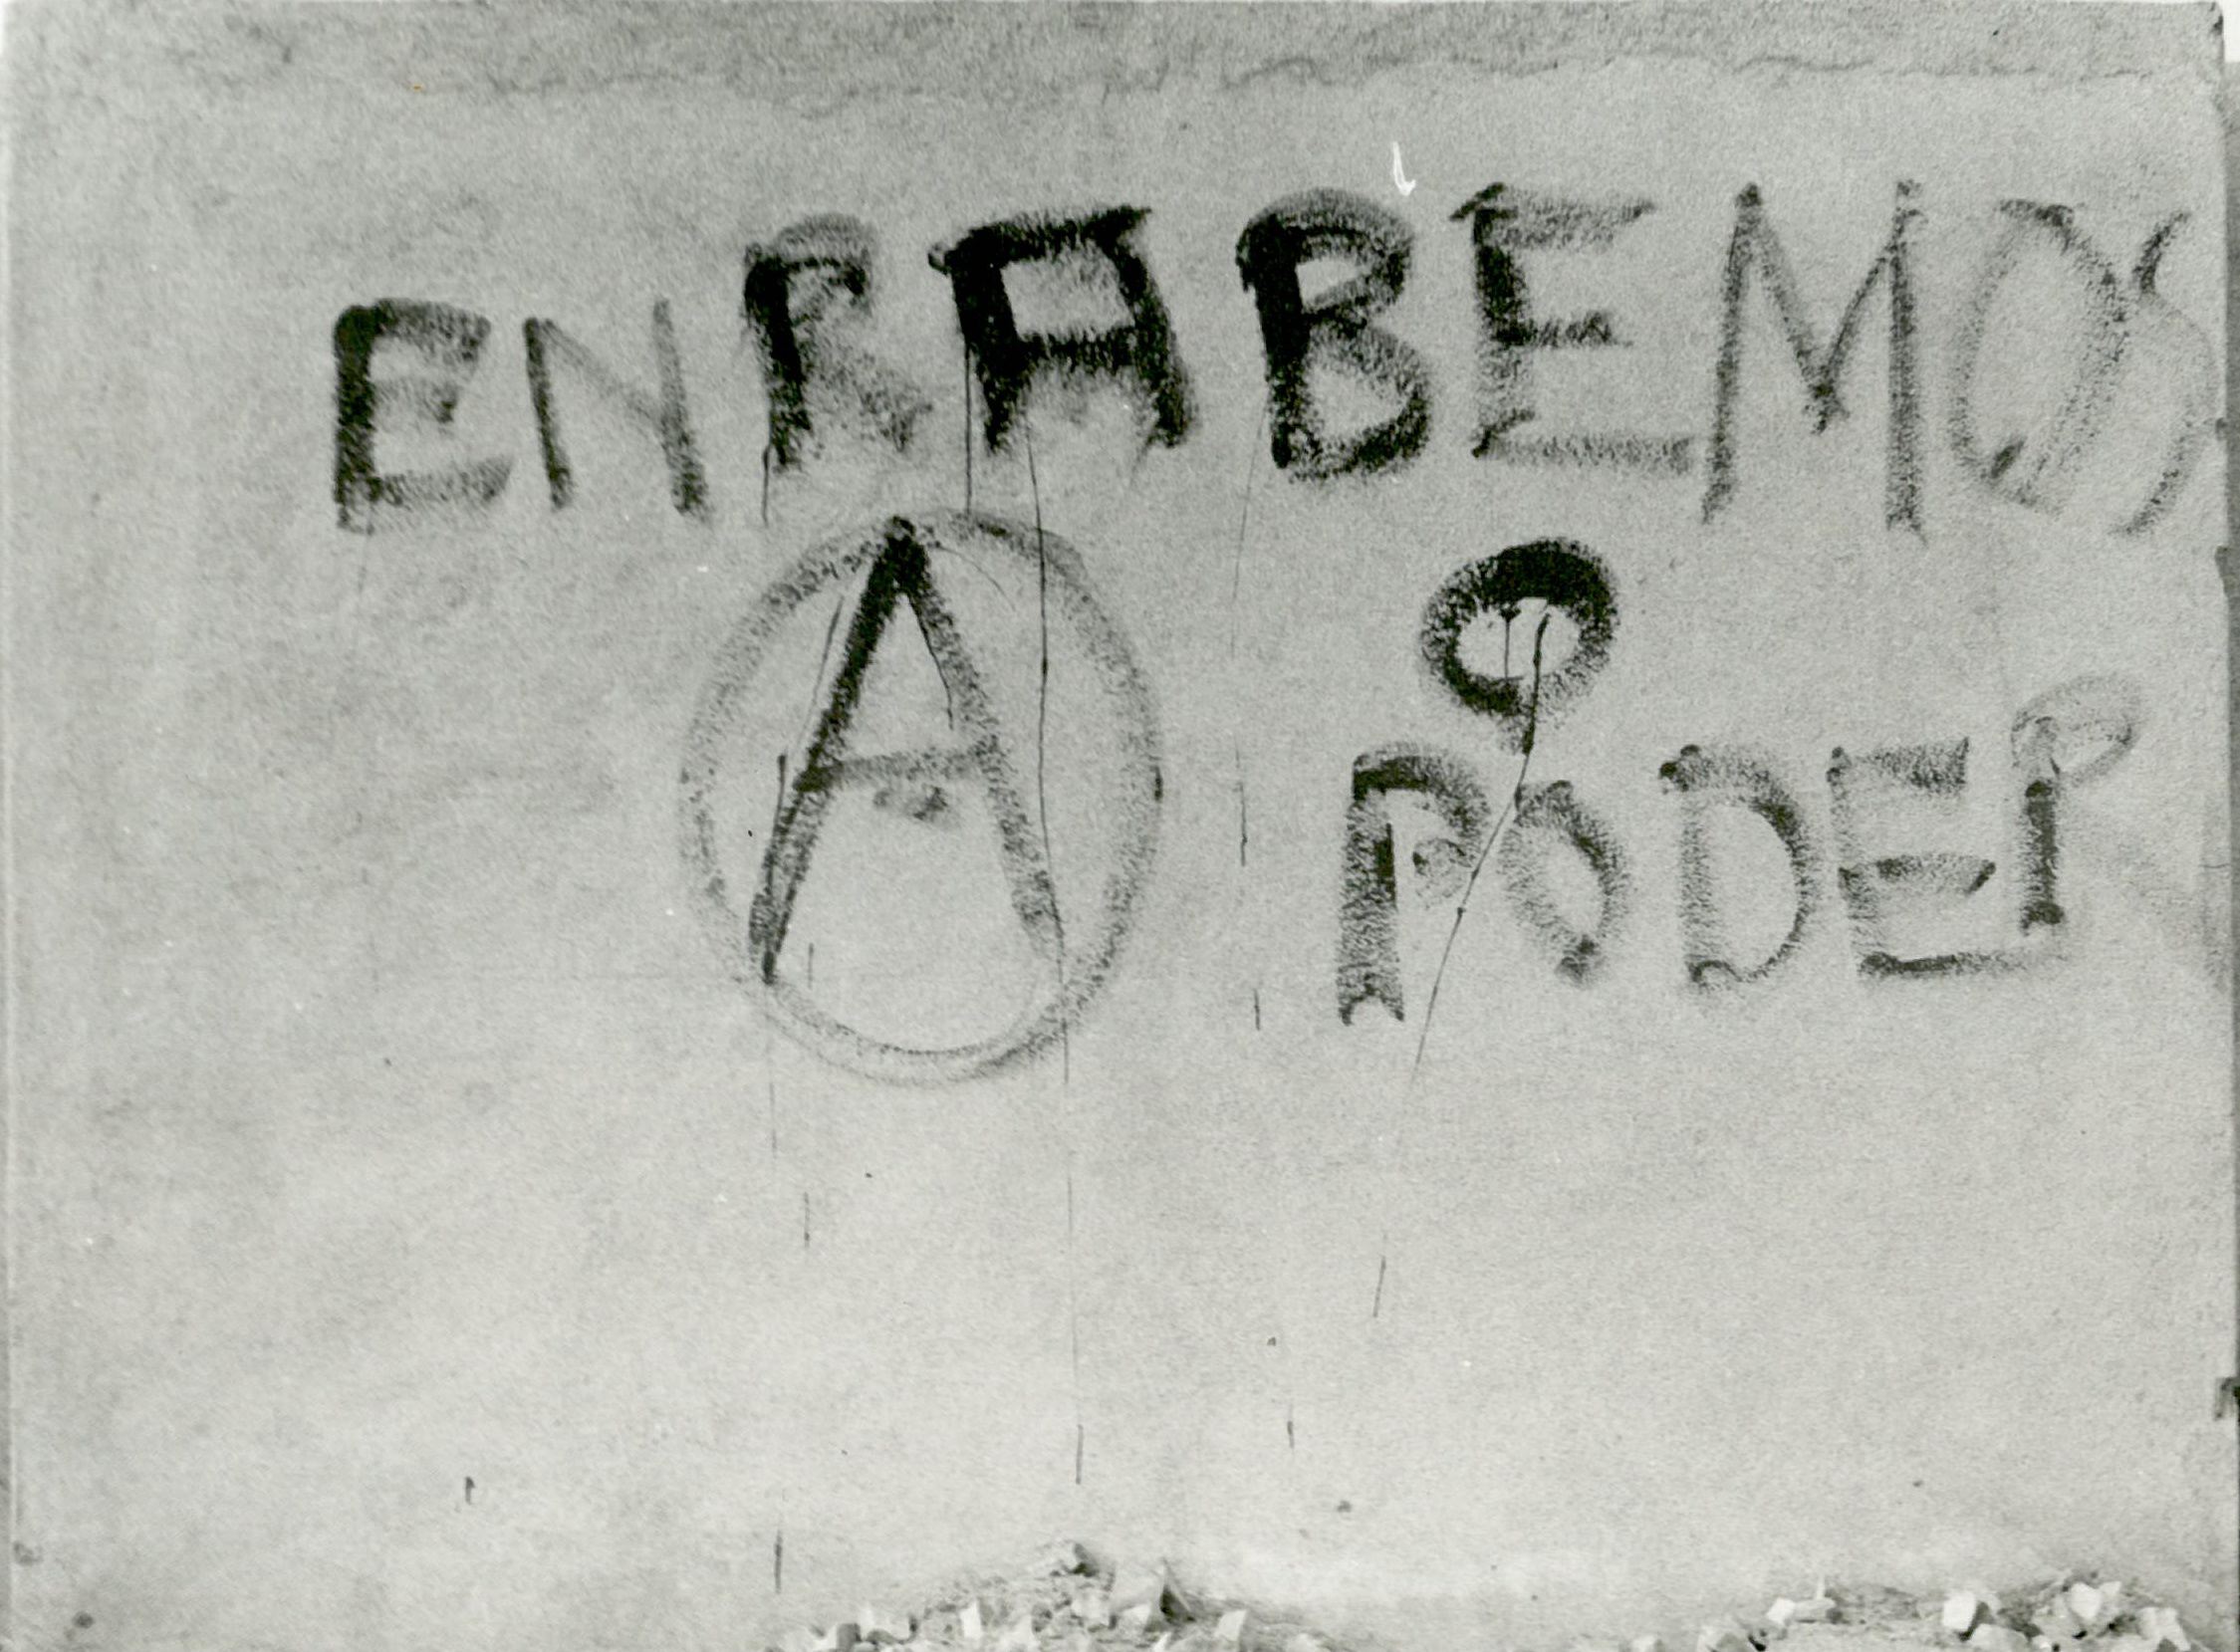 ENRABEMOS
Ⓐ O
PODER